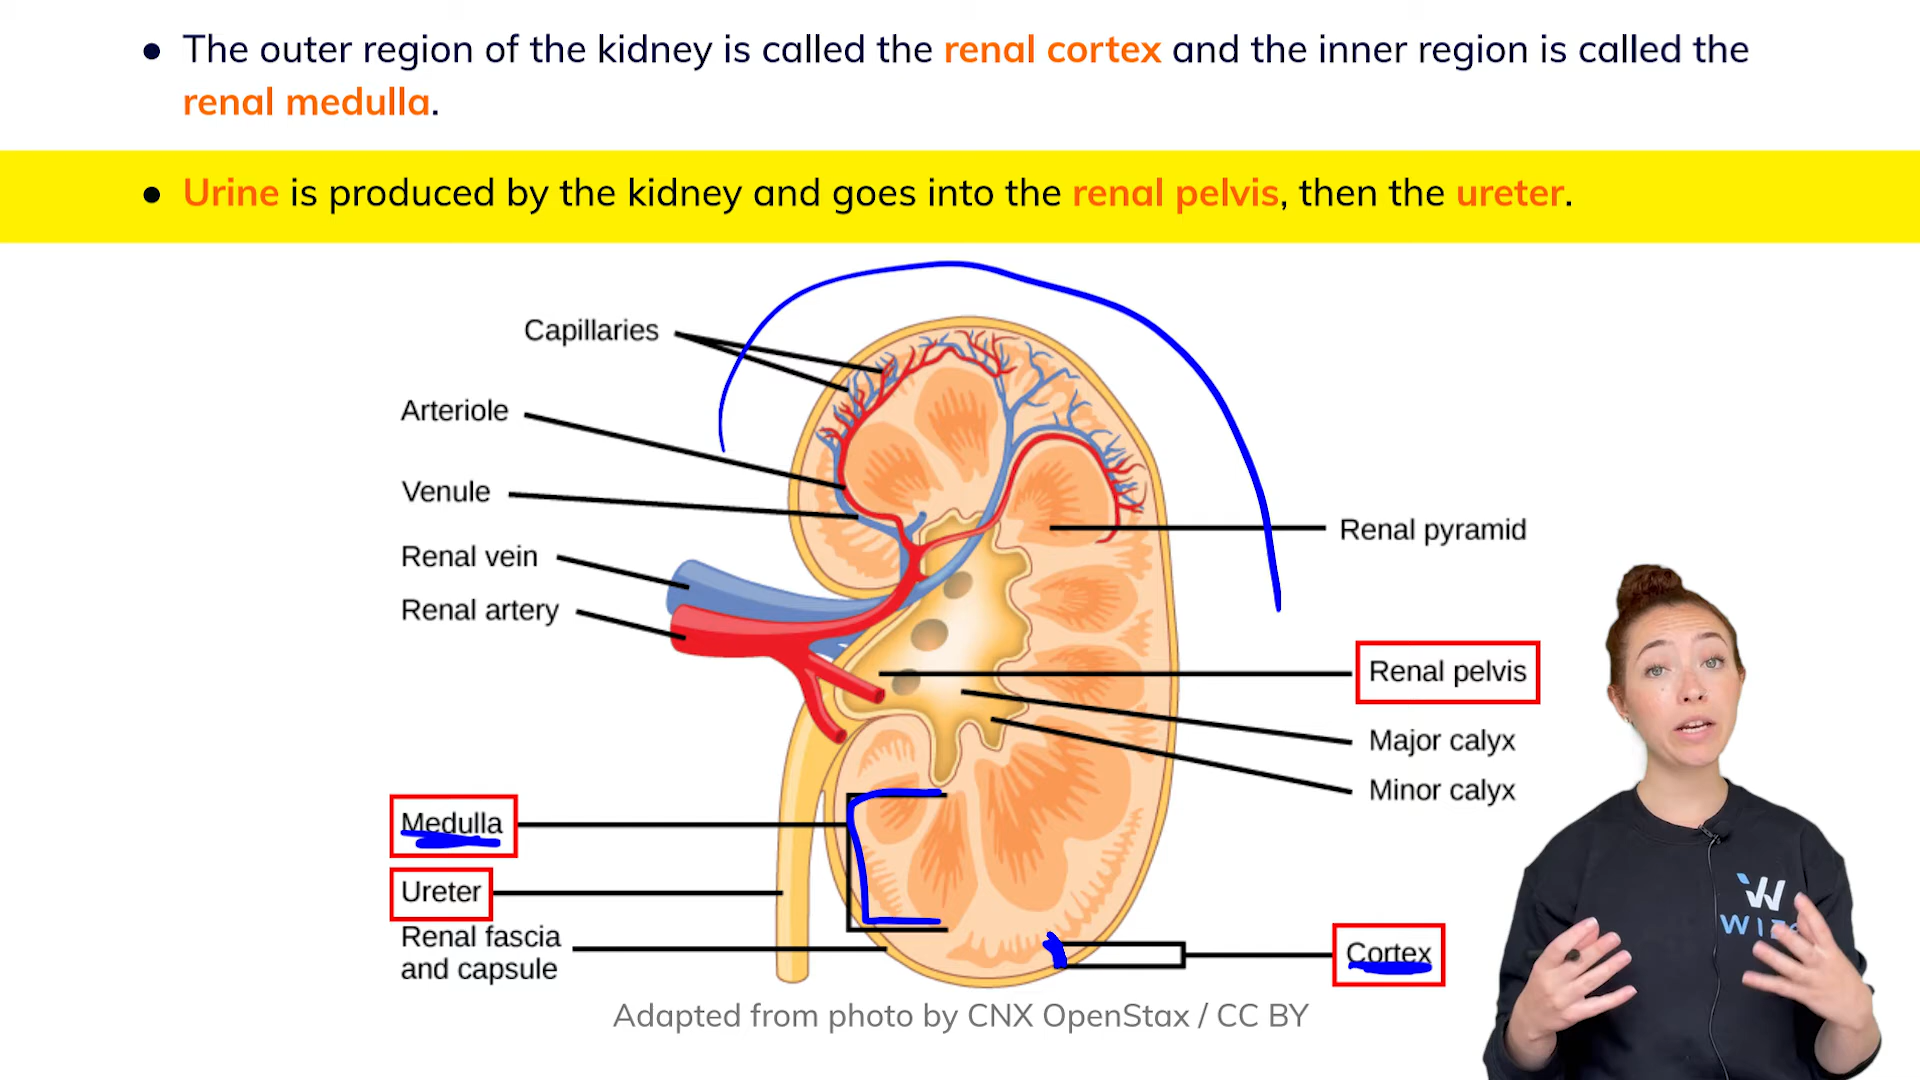 ● The outer region of the kidney is called the renal cortex and the inner region is called the
renal medulla.
● Urine is produced by the kidney and goes into the renal pelvis, then the ureter.
Capillaries
Arteriole
Venule
Renal vein
Renal artery
Renal pyramid
Renal pelvis
Major calyx
Minor calyx
Medulla
Ureter
Renal fascia
and capsule
Cortex
Adapted from photo by CNX OpenStax / CC BY